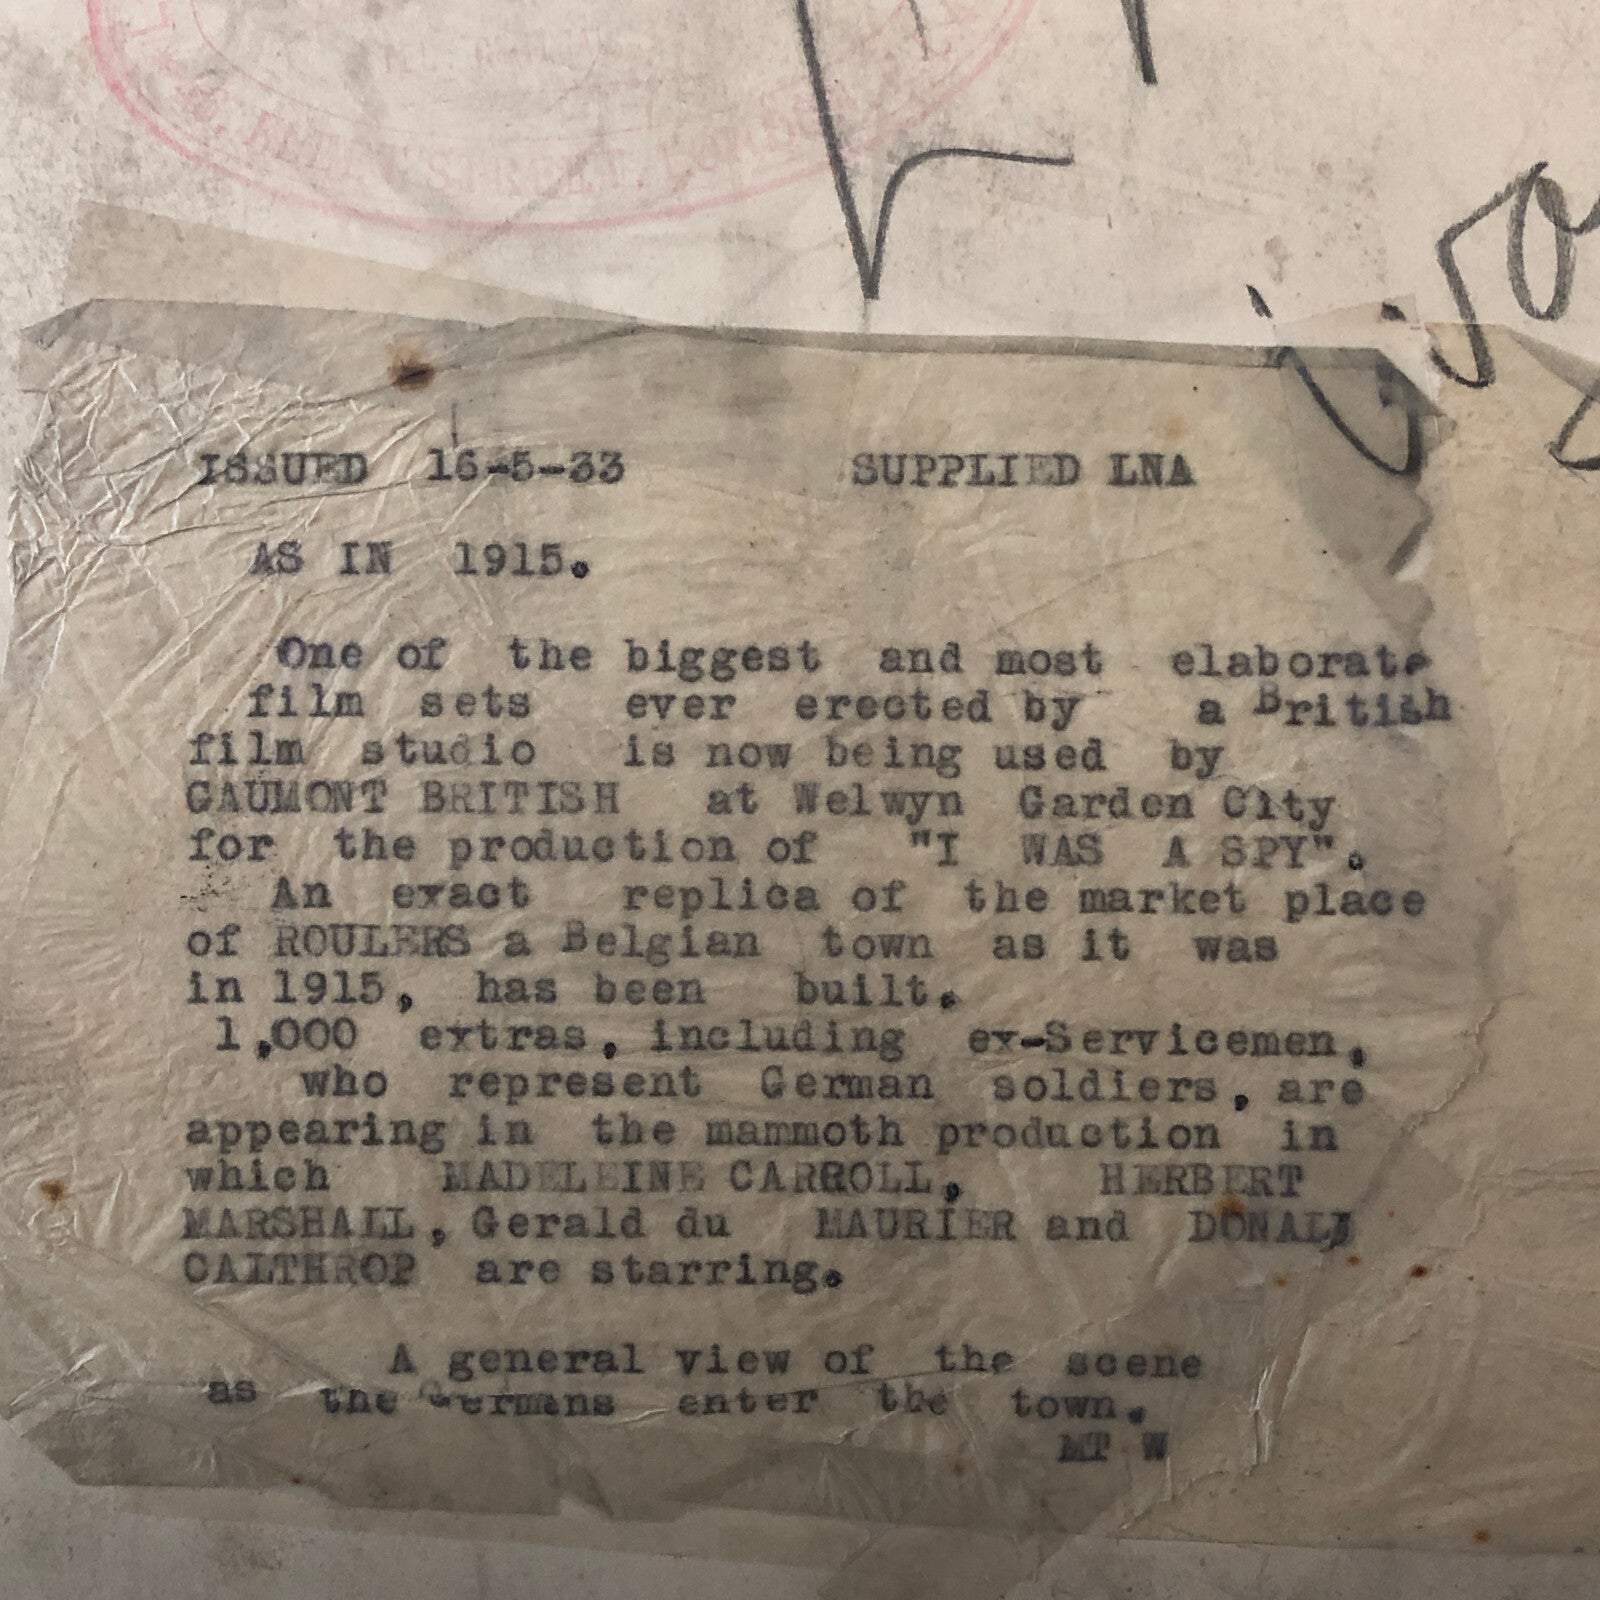 STREET,
ISSUED 16-5-33 SUPPLIED LNA
AS IN 1915.
One of the biggest and most elaborate
film sets ever erected by a British
film studio is now being used by
GAUMONT BRITISH at Welwyn Garden City
for the production of "I WAS A SPY".
An exact replica of the market place
of ROULERS a Belgian town as it was
in 1915, has been built.
1,000 extras, including ex-Servicemen,
who represent German soldiers, are
appearing in the mammoth production in
which MADELEINE CARROLL, HERBERT
MARSHALL, Gerald du MAURIER and DONALD
CALTHROP are starring.
A general view of the scene
as the Germans enter the town.
MT W